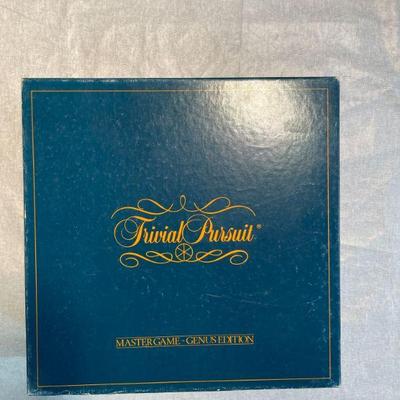 Trivial Pursuit®
MASTER GAME - GENUS EDITION